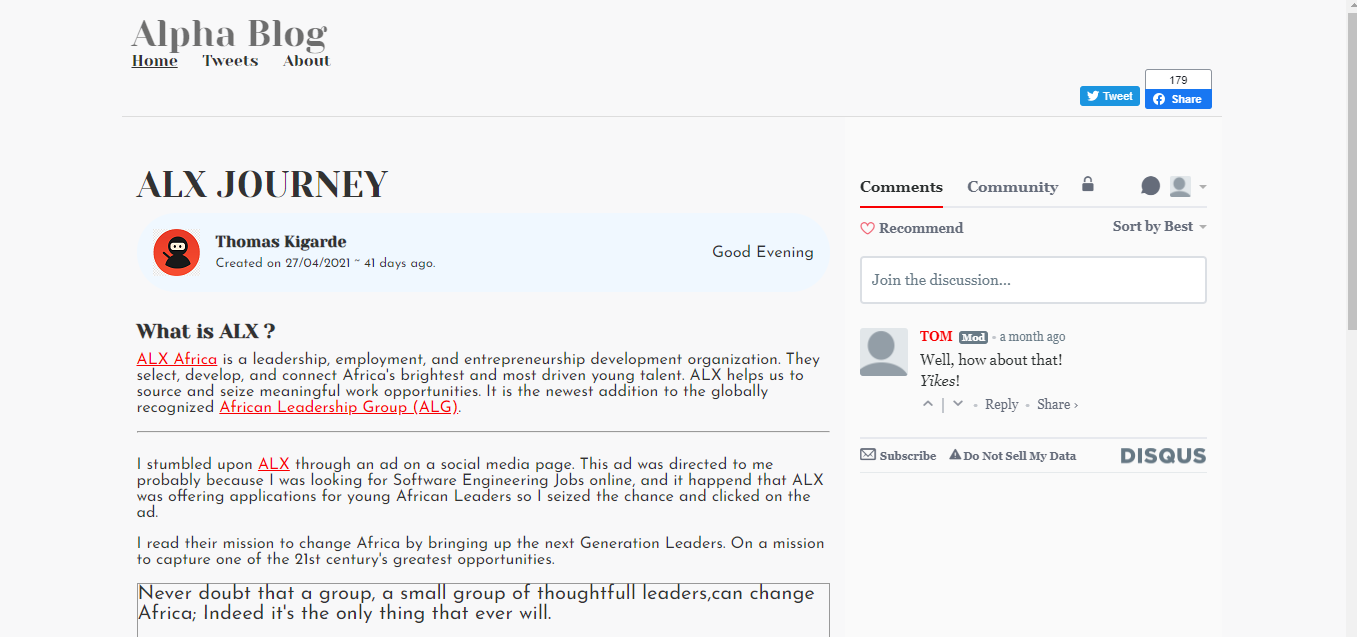 Alpha Blog
Home Tweets About
179
Tweet Share
ALX JOURNEY
Thomas Kigarde
Created on 27/04/2021 ~ 41 days ago.
Good Evening
What is ALX ?
ALX Africa is a leadership, employment, and entrepreneurship development organization. They
select, develop, and connect Africa's brightest and most driven young talent. ALX helps us to
source and seize meaningful work opportunities. It is the newest addition to the globally
recognized African Leadership Group (ALG).
I stumbled upon ALX through an ad on a social media page. This ad was directed to me
probably because I was looking for Software Engineering Jobs online, and it happend that ALX
was offering applications for young African Leaders so I seized the chance and clicked on the
ad.
I read their mission to change Africa by bringing up the next Generation Leaders. On a mission
to capture one of the 21st century's greatest opportunities.
Never doubt that a group, a small group of thoughtfull leaders,can change
Africa; Indeed it's the only thing that ever will.
Comments Community
Recommend Sort by Best
Join the discussion...
TOM Mod • a month ago
Well, how about that!
Yikes!
| • Reply • Share ›
Subscribe Do Not Sell My Data DISQUS